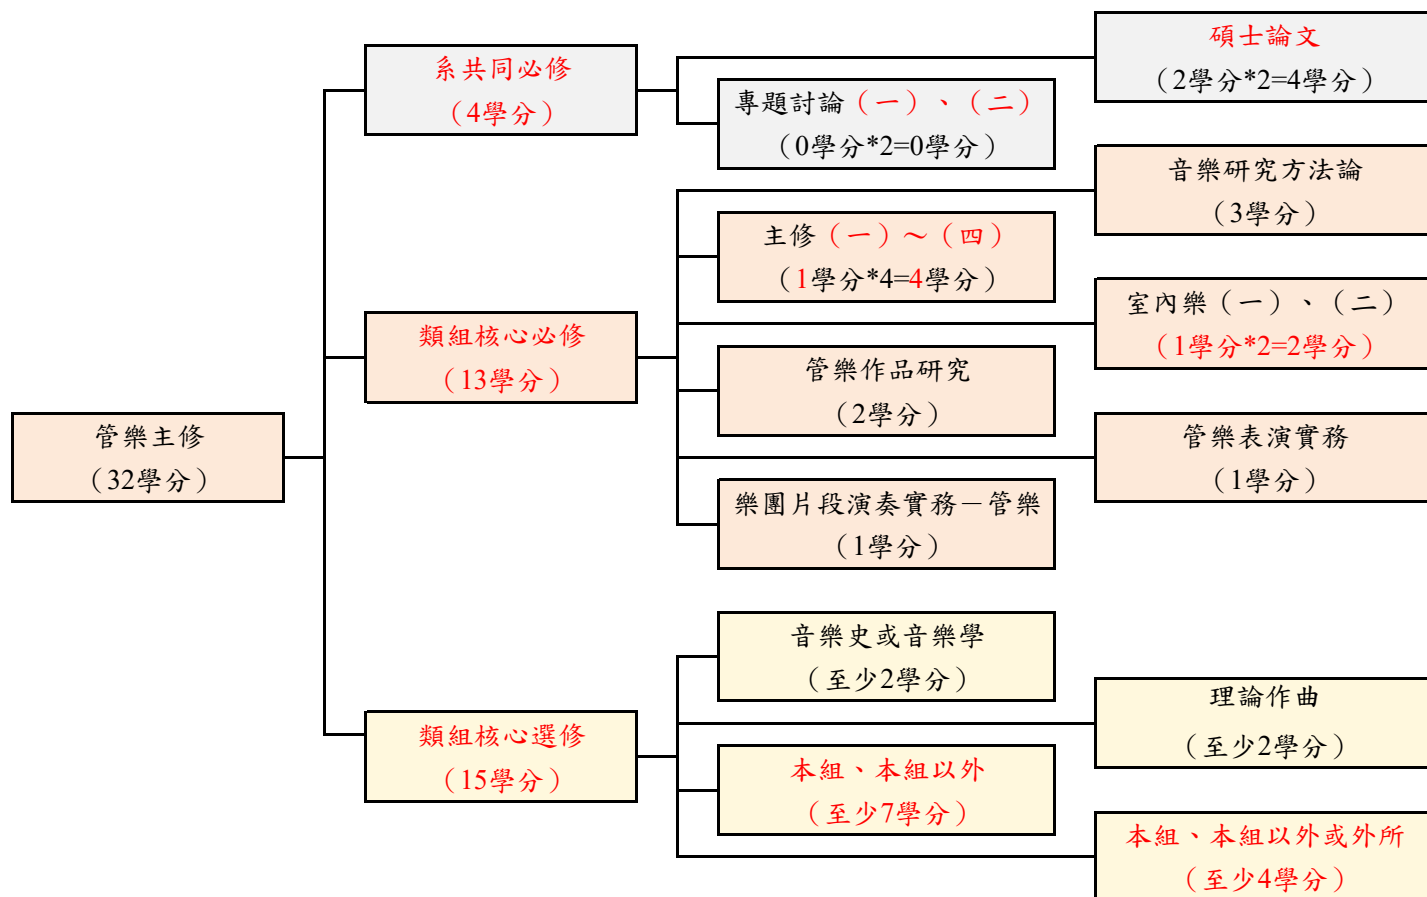 管樂主修
（32學分）
系共同必修
（4學分）
碩士論文
（2學分*2=4學分）
專題討論（一）、（二）
（0學分*2=0學分）
類組核心必修
（13學分）
音樂研究方法論
（3學分）
主修（一）～（四）
（1學分*4=4學分）
室內樂（一）、（二）
（1學分*2=2學分）
管樂作品研究
（2學分）
管樂表演實務
（1學分）
樂團片段演奏實務－管樂
（1學分）
類組核心選修
（15學分）
音樂史或音樂學
（至少2學分）
理論作曲
（至少2學分）
本組、本組以外
（至少7學分）
本組、本組以外或外所
（至少4學分）